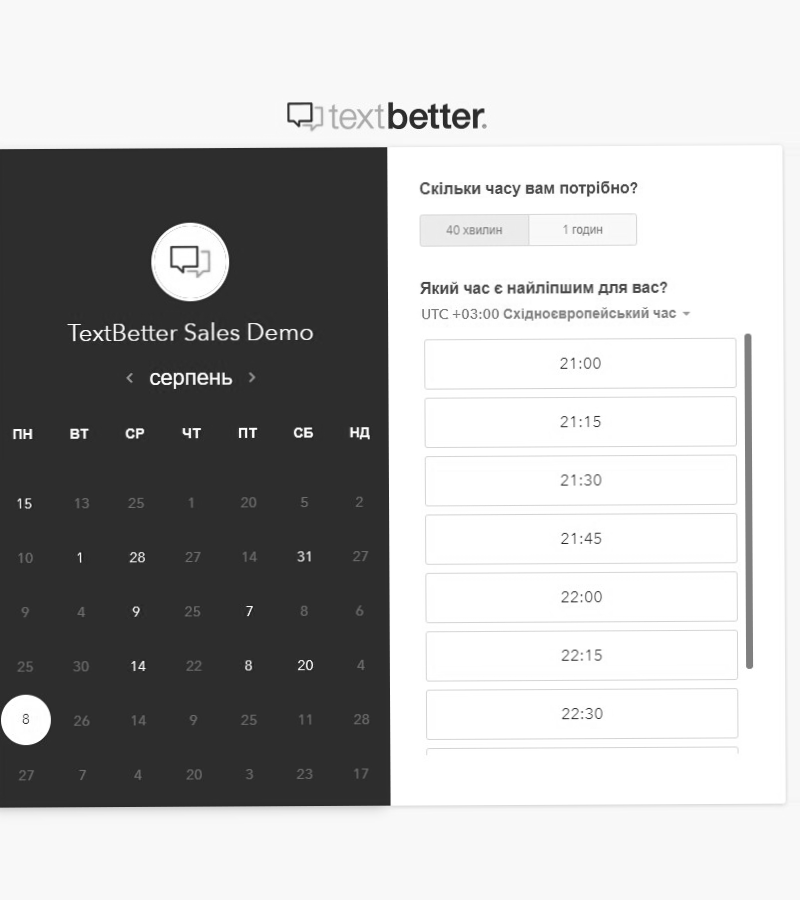 textbetter.
TextBetter Sales Demo
серпень
ПН ВТ СР ЧТ ПТ СБ НД
15 13 25 1 20 5 2
10 1 28 27 14 31 27
9 4 9 25 7 8 6
25 30 14 22 8 20 4
8 26 14 9 25 11 28
27 7 4 20 3 23 17
Скільки часу вам потрібно?
40 хвилин 1 годин
Який час є найліпшим для вас?
UTC +03:00 Східноєвропейський час
21:00
21:15
21:30
21:45
22:00
22:15
22:30